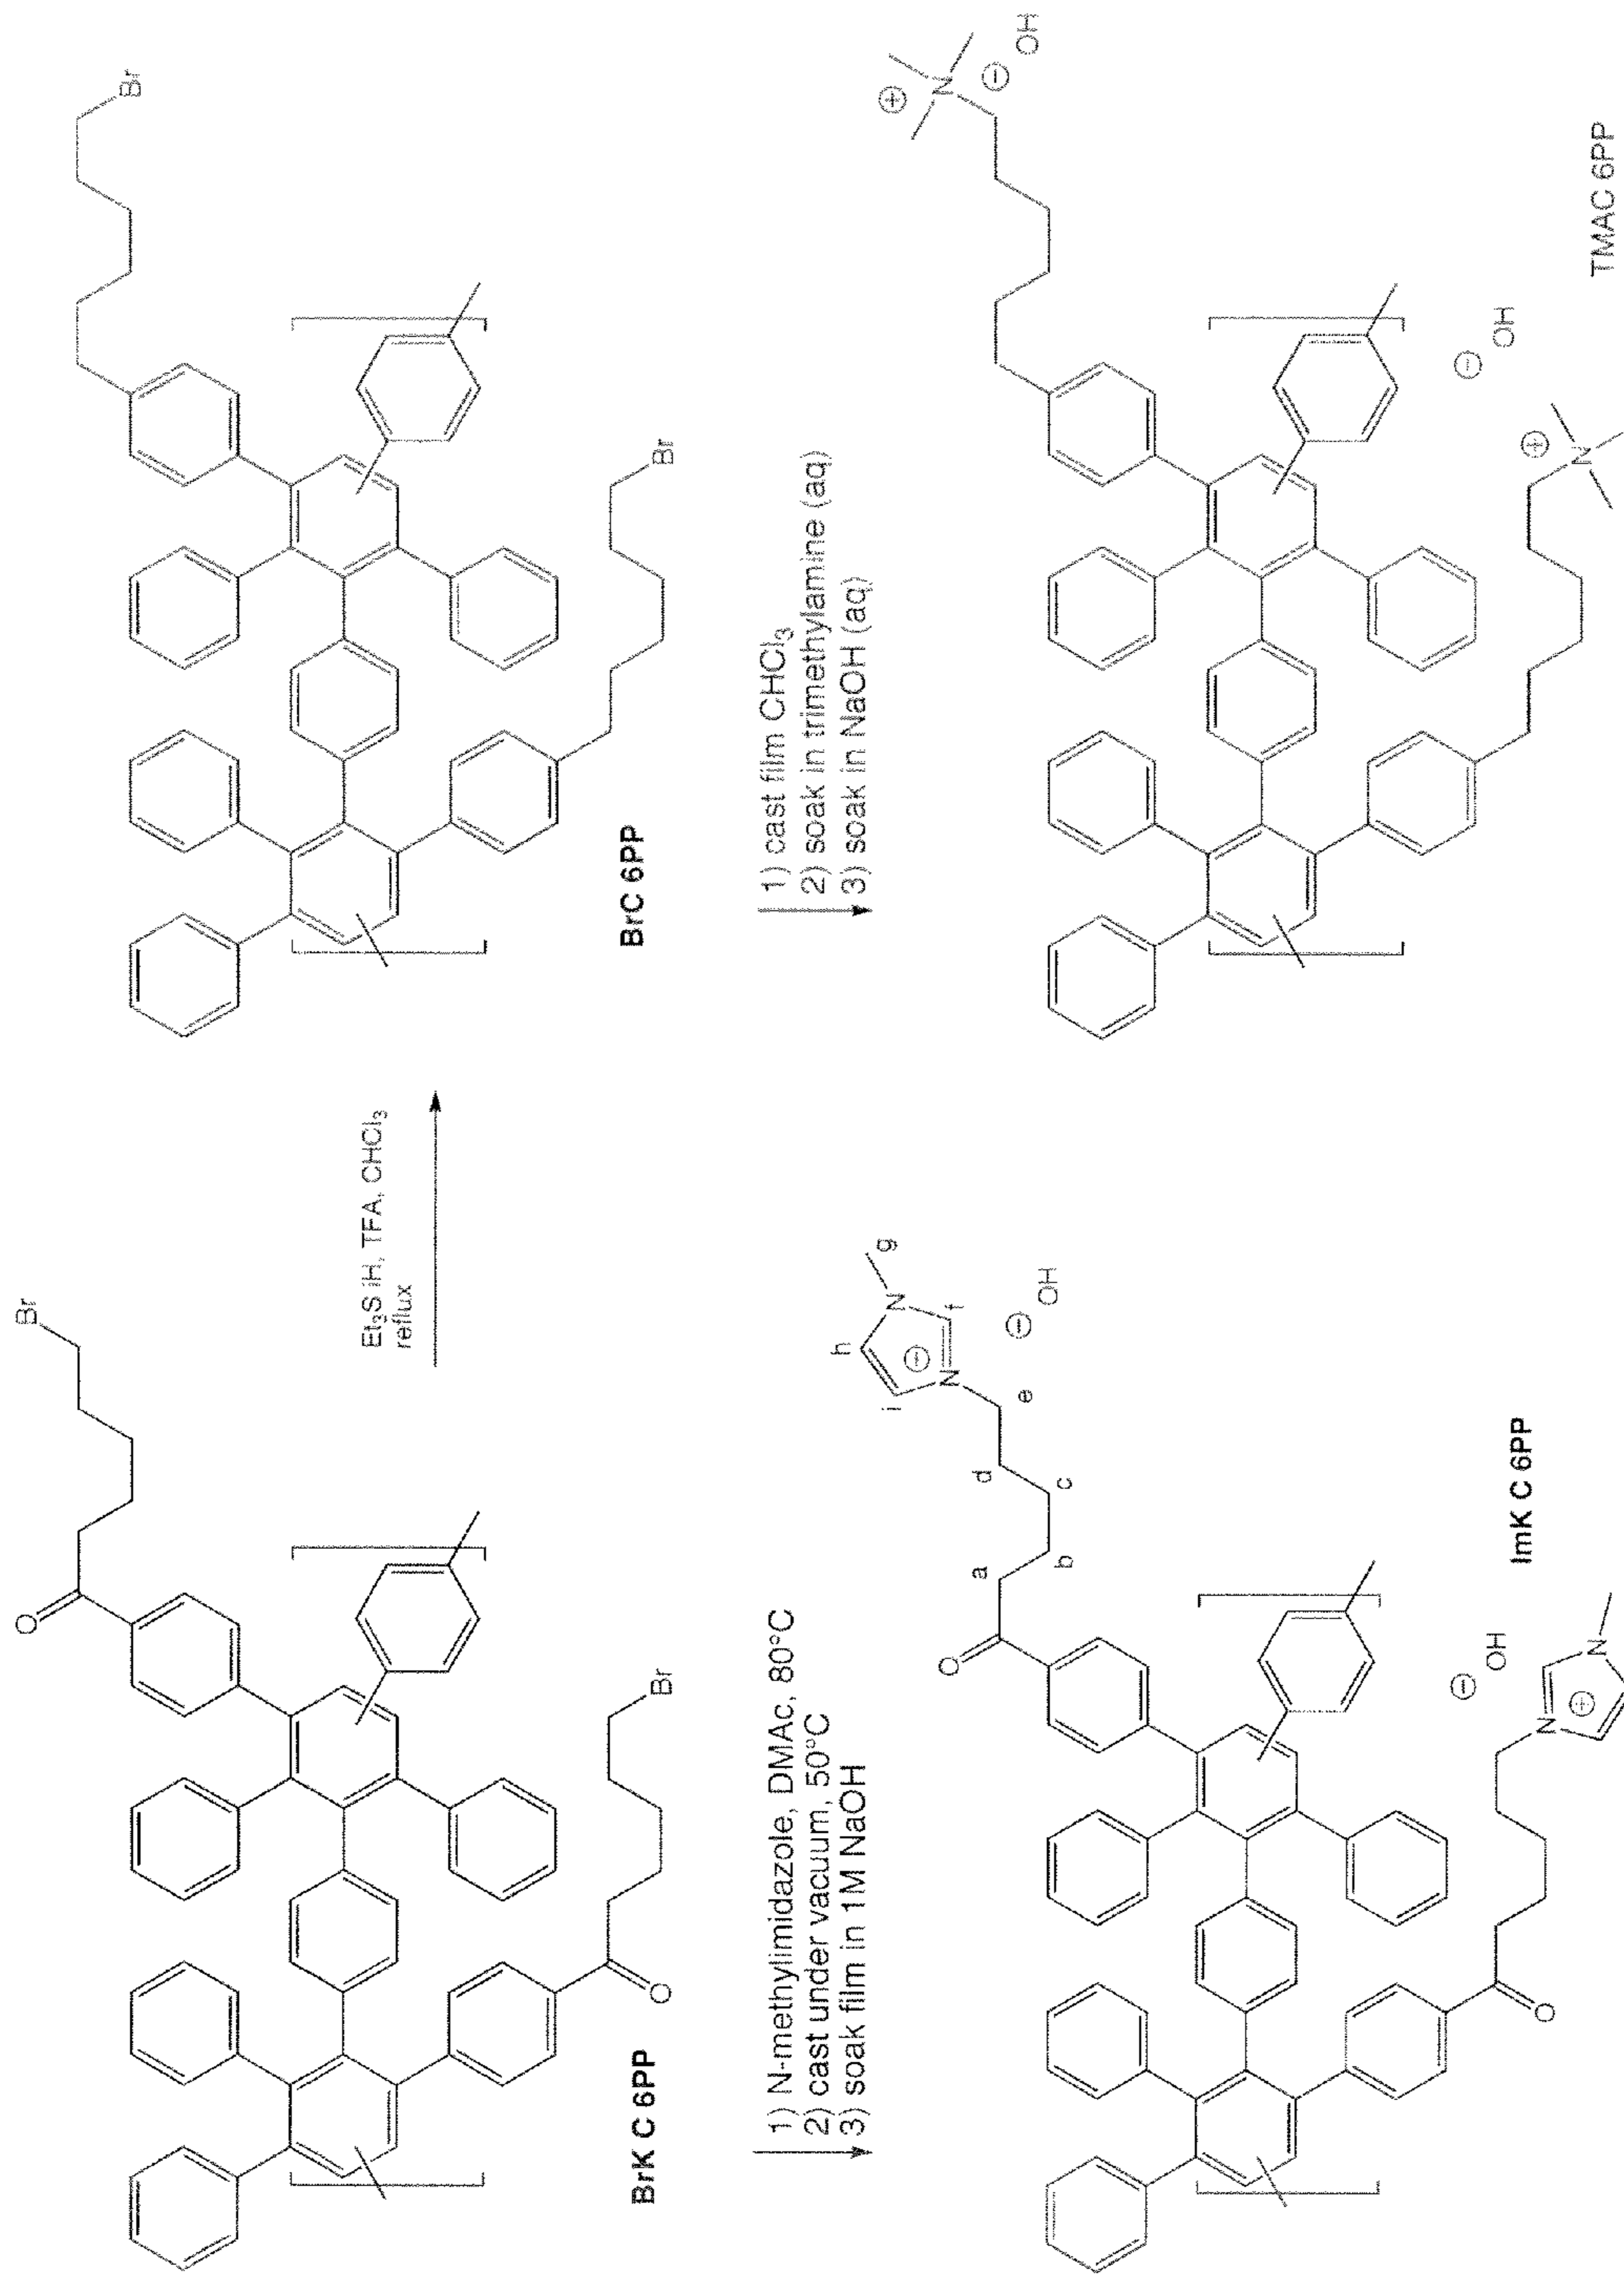 Br
O
O
Br
BrK C 6PP
Et₃S iH, TFA, CHCl₃
reflux
Br
Br
BrC 6PP
1) N-methylimidazole, DMAc, 80°C
2) cast under vacuum, 50°C
3) soak film in 1M NaOH
1) cast film CHCl₃
2) soak in trimethylamine (aq)
3) soak in NaOH (aq)
O
a
b
c
d
e
N
i
h
⊖
f
N
g
⊖
OH
O
N
⊕
N
⊖
OH
ImK C 6PP
⊕
N
⊖
OH
⊕
N
⊖
OH
TMAC 6PP